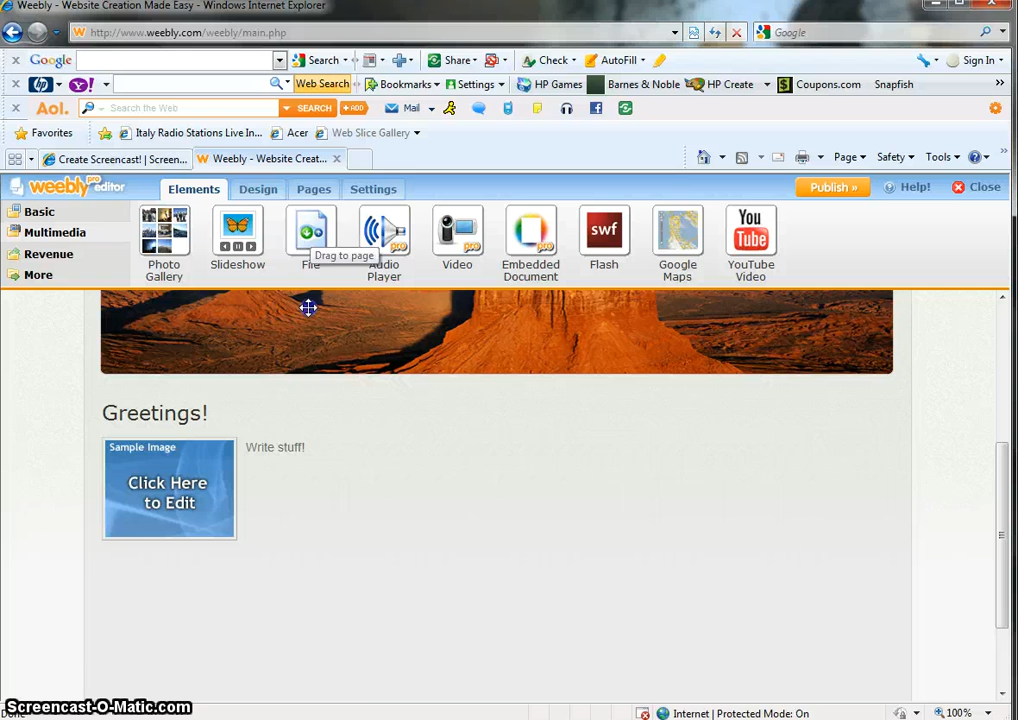 Weebly - Website Creation Made Easy - Windows Internet Explorer
http://www.weebly.com/weebly/main.php
Google
x Google Search Share Check AutoFill Sign In
x hp Y! Web Search Bookmarks Settings HP Games Barnes & Noble HP Create Coupons.com Snapfish »
x Aol. Search the Web SEARCH +ADD Mail
Favorites Italy Radio Stations Live In... Acer Web Slice Gallery
Create Screencast! | Screen... W Weebly - Website Creat... x Page Safety Tools »
weebly pro editor Elements Design Pages Settings Publish » Help! Close
Basic
Multimedia
Revenue
More
Photo Gallery
Slideshow
File
Drag to page
Audio Player
pro
Video
pro
Embedded Document
pro
swf
Flash
Google Maps
You Tube
YouTube Video
Greetings!
Sample Image
Click Here
to Edit
Write stuff!
Screencast-O-Matic.com
Internet | Protected Mode: On 100%